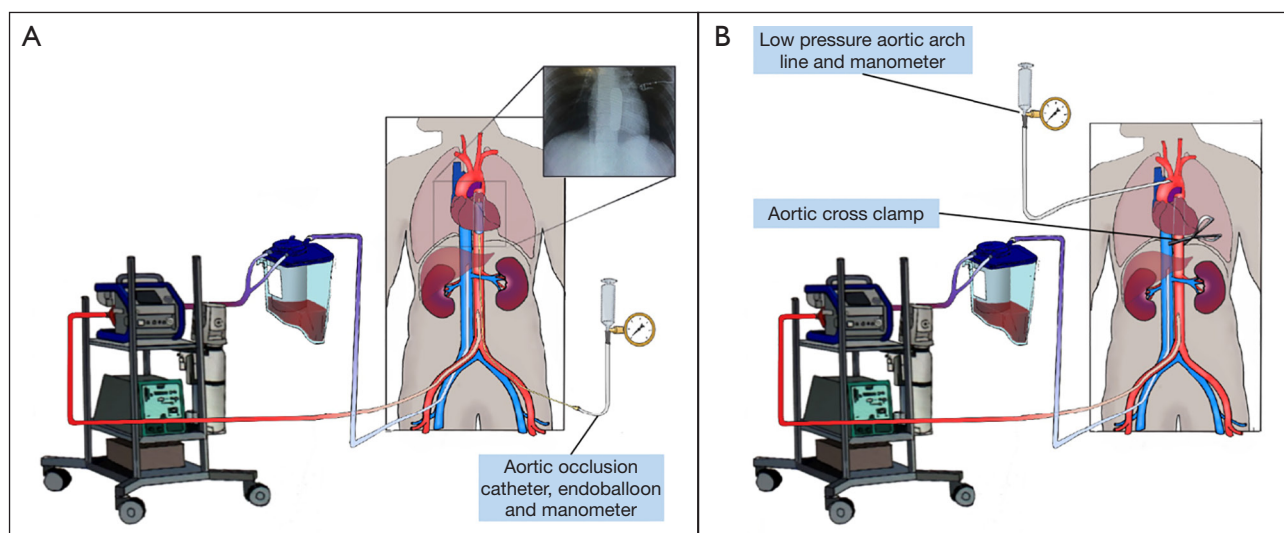 A
Aortic occlusion
catheter, endoballoon
and manometer
B
Low pressure aortic arch
line and manometer
Aortic cross clamp